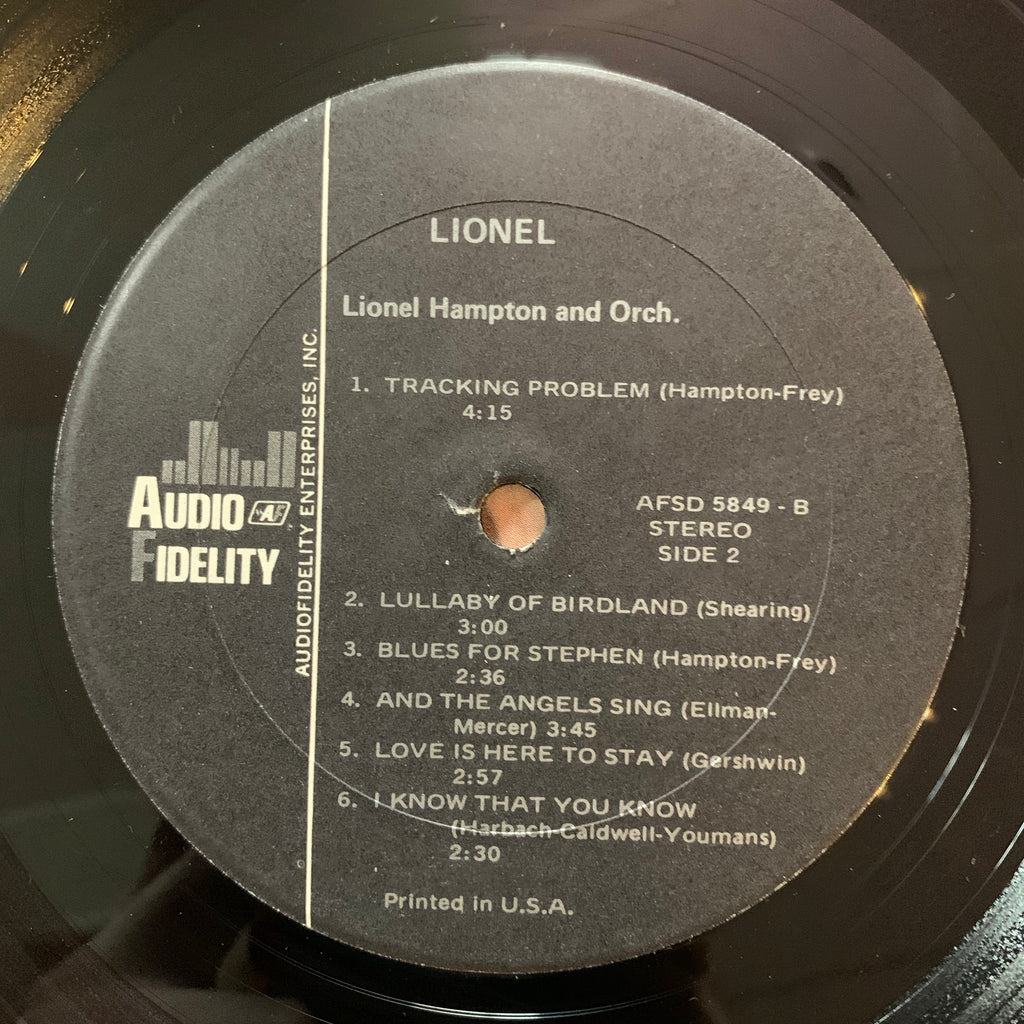 LIONEL
Lionel Hampton and Orch.
1. TRACKING PROBLEM (Hampton-Frey)
4:15
AFSD 5849 - B
STEREO
SIDE 2
AUDIO
FIDELITY
AUDIOFIDELITY ENTERPRISES, INC.
2. LULLABY OF BIRDLAND (Shearing)
3:00
3. BLUES FOR STEPHEN (Hampton-Frey)
2:36
4. AND THE ANGELS SING (Ellman-
Mercer) 3:45
5. LOVE IS HERE TO STAY (Gershwin)
2:57
6. I KNOW THAT YOU KNOW
(Harbach-Caldwell-Youmans)
2:30
Printed in U.S.A.